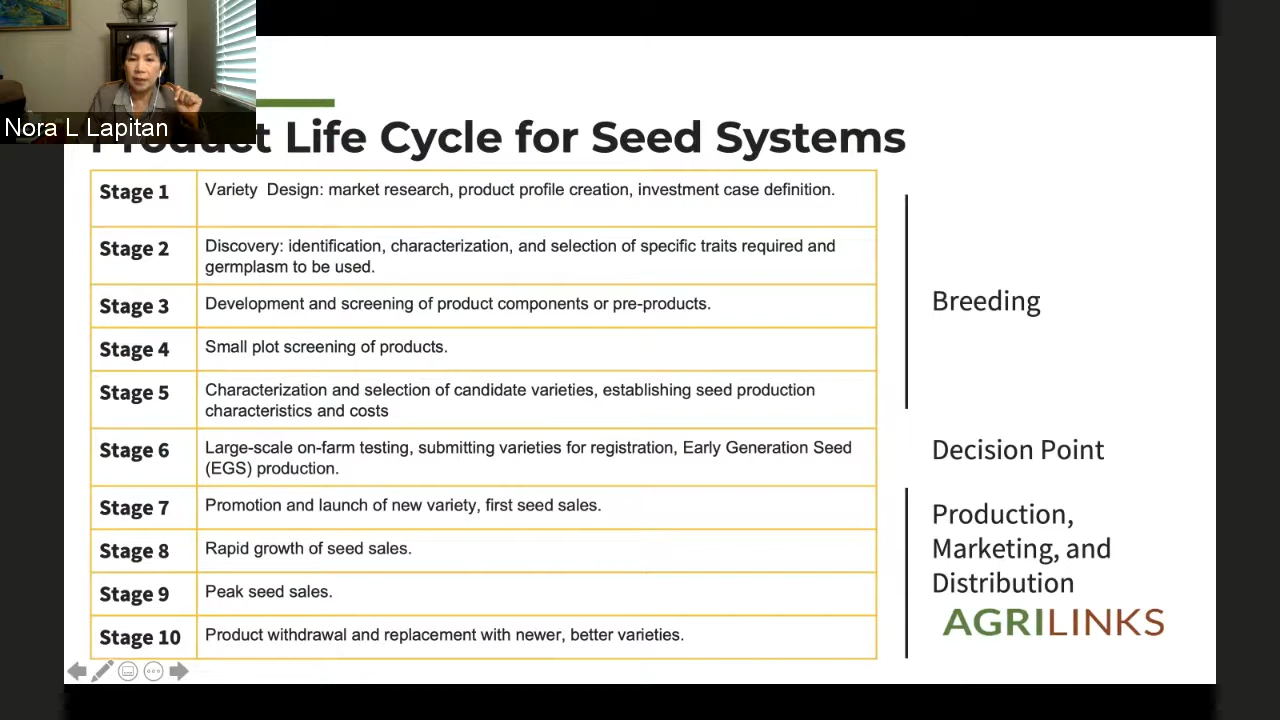 Nora L Lapitan
Product Life Cycle for Seed Systems
Stage 1
Variety Design: market research, product profile creation, investment case definition.
Stage 2
Discovery: identification, characterization, and selection of specific traits required and
germplasm to be used.
Stage 3
Development and screening of product components or pre-products.
Stage 4
Small plot screening of products.
Stage 5
Characterization and selection of candidate varieties, establishing seed production
characteristics and costs
Stage 6
Large-scale on-farm testing, submitting varieties for registration, Early Generation Seed
(EGS) production.
Stage 7
Promotion and launch of new variety, first seed sales.
Stage 8
Rapid growth of seed sales.
Stage 9
Peak seed sales.
Stage 10
Product withdrawal and replacement with newer, better varieties.
Breeding
Decision Point
Production,
Marketing, and
Distribution
AGRILINKS